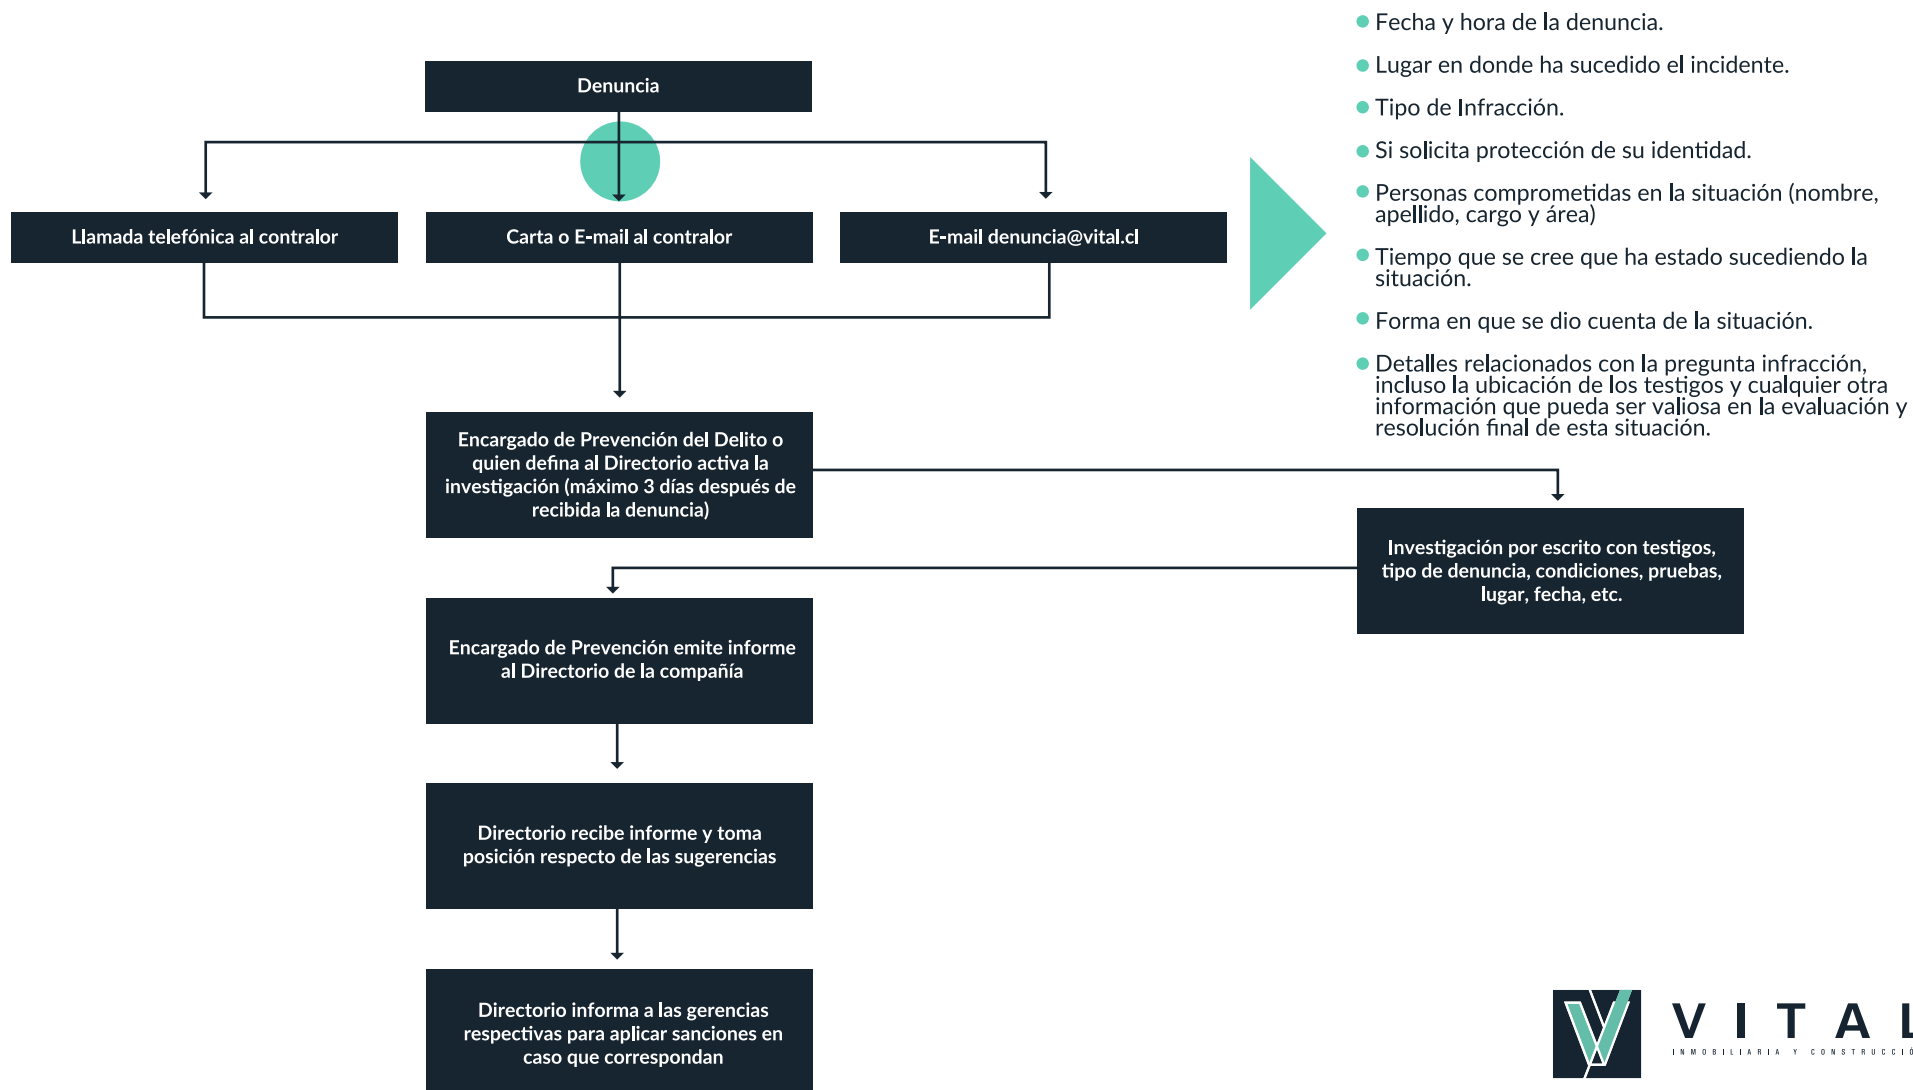 Denuncia
Llamada telefónica al contralor
Carta o E-mail al contralor
E-mail denuncia@vital.cl
Fecha y hora de la denuncia.
Lugar en donde ha sucedido el incidente.
Tipo de Infracción.
Si solicita protección de su identidad.
Personas comprometidas en la situación (nombre,
apellido, cargo y área)
Tiempo que se cree que ha estado sucediendo la
situación.
Forma en que se dio cuenta de la situación.
Detalles relacionados con la pregunta infracción,
incluso la ubicación de los testigos y cualquier otra
información que pueda ser valiosa en la evaluación y
resolución final de esta situación.
Encargado de Prevención del Delito o
quien defina al Directorio activa la
investigación (máximo 3 días después de
recibida la denuncia)
Investigación por escrito con testigos,
tipo de denuncia, condiciones, pruebas,
lugar, fecha, etc.
Encargado de Prevención emite informe
al Directorio de la compañía
Directorio recibe informe y toma
posición respecto de las sugerencias
Directorio informa a las gerencias
respectivas para aplicar sanciones en
caso que correspondan
VITAL
INMOBILIARIA Y CONSTRUCCIÓ